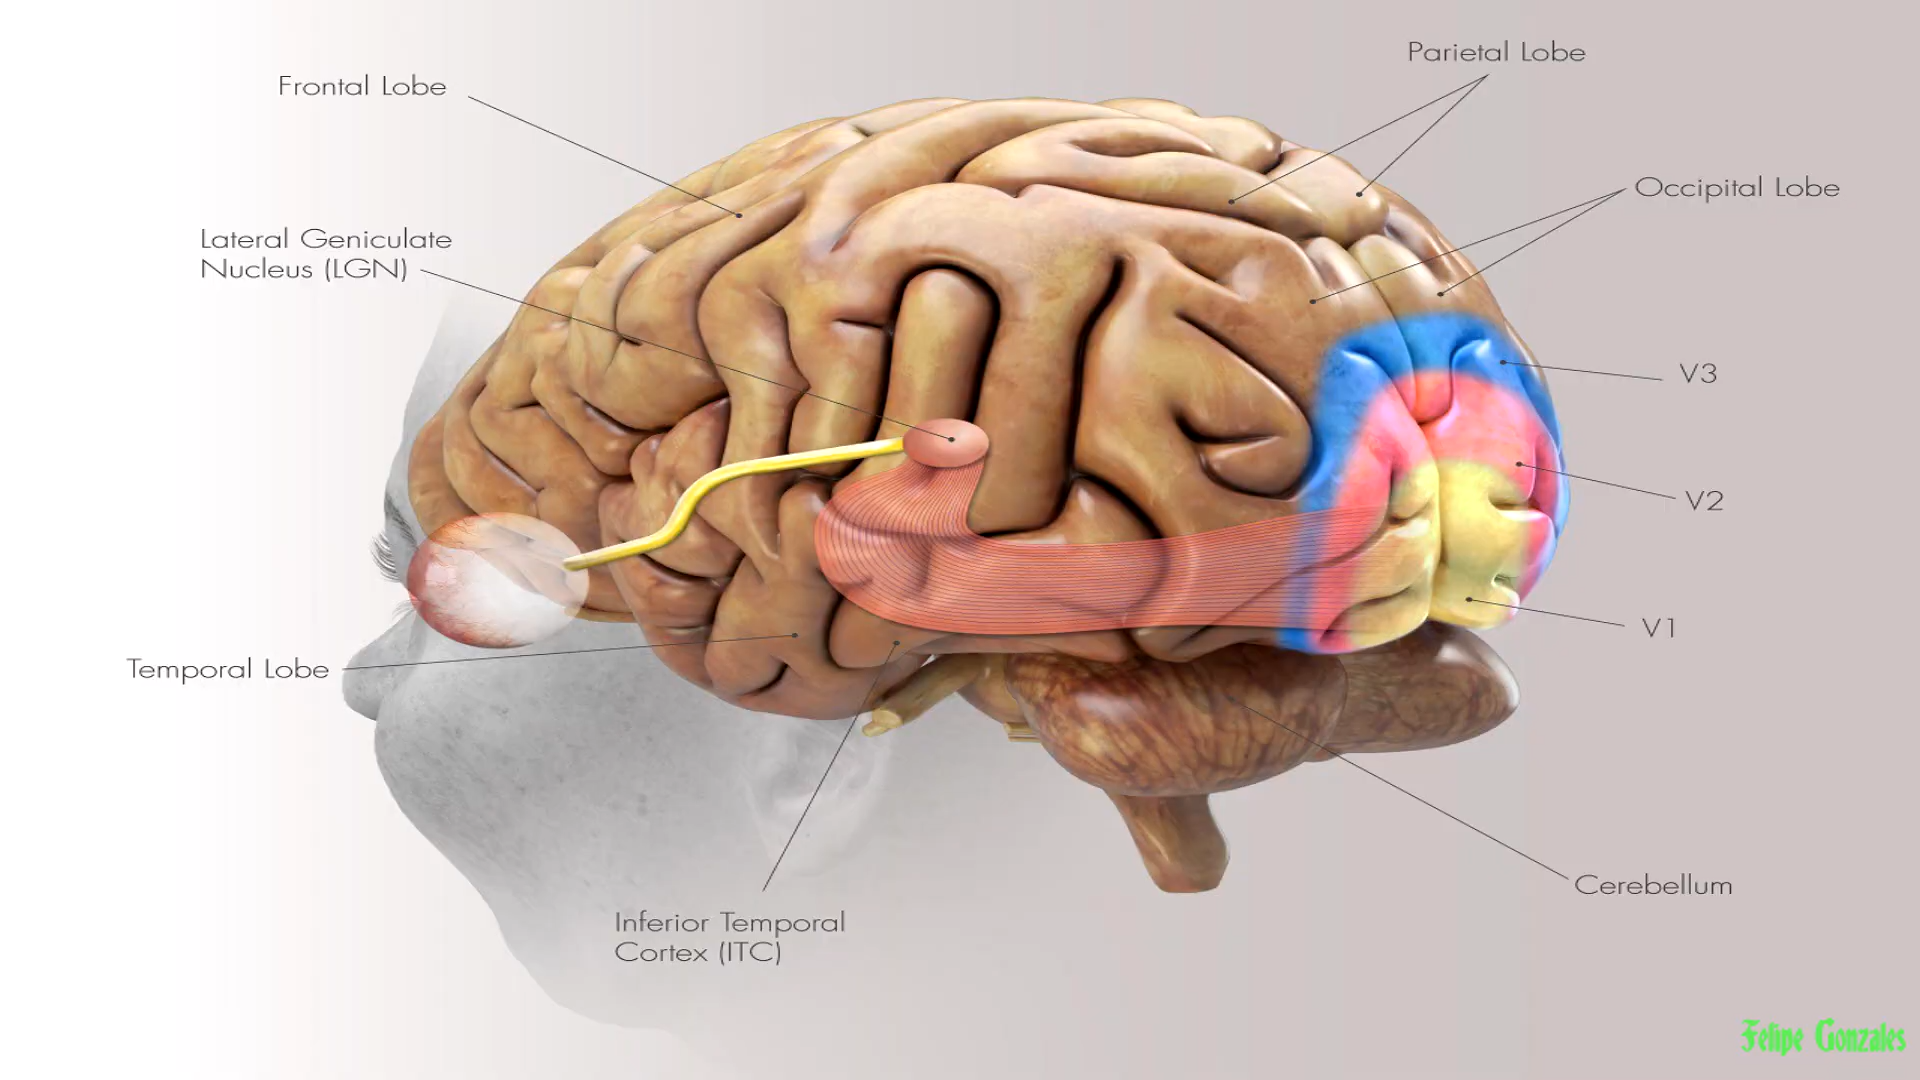 Parietal Lobe
Frontal Lobe
Occipital Lobe
Lateral Geniculate
Nucleus (LGN)
V3
V2
V1
Temporal Lobe
Cerebellum
Inferior Temporal
Cortex (ITC)
Felipe Gonzales